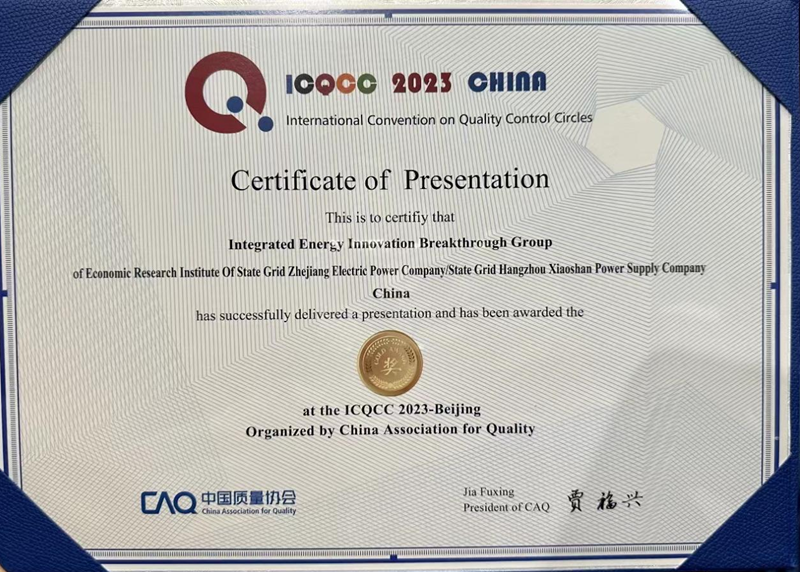 ICQCC 2023 CHINA
International Convention on Quality Control Circles
Certificate of Presentation
This is to certifiy that
Integrated Energy Innovation Breakthrough Group
of Economic Research Institute Of State Grid Zhejiang Electric Power Company/State Grid Hangzhou Xiaoshan Power Supply Company
China
has successfully delivered a presentation and has been awarded the
奖
at the ICQCC 2023-Beijing
Organized by China Association for Quality
CAQ 中国质量协会
China Association for Quality
Jia Fuxing
President of CAQ
贾福兴